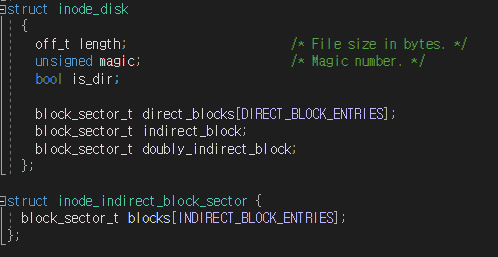 struct inode_disk
{
off_t length; /* File size in bytes. */
unsigned magic; /* Magic number. */
bool is_dir;
block_sector_t direct_blocks[DIRECT_BLOCK_ENTRIES];
block_sector_t indirect_block;
block_sector_t doubly_indirect_block;
};
struct inode_indirect_block_sector {
block_sector_t blocks[INDIRECT_BLOCK_ENTRIES];
};